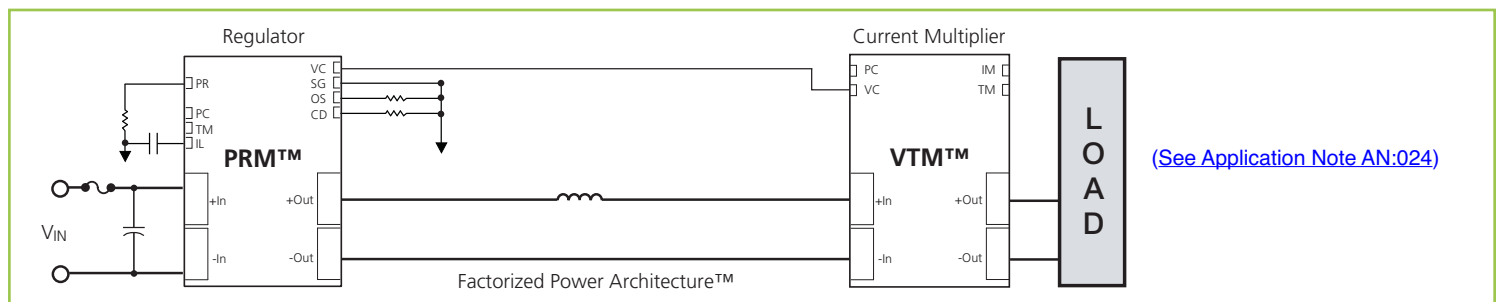 Regulator
Current Multiplier
PR
PC
TM
IL
VC
SG
OS
CD
PRM™
+In
-In
+Out
-Out
VIN
Factorized Power Architecture™
PC
VC
IM
TM
VTM™
+In
-In
+Out
-Out
LOAD
(See Application Note AN:024)